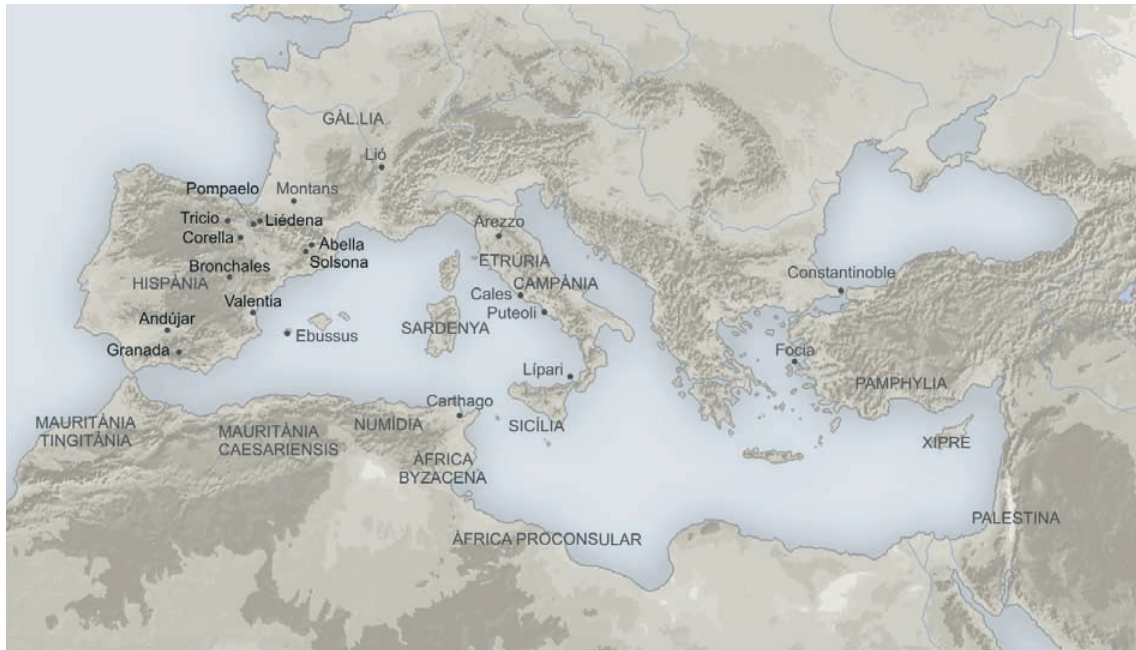 GÀL.LIA
Lió
Pompaelo
Montans
Tricio
Liédena
Corella
Abella
Solsona
Bronchales
HISPÀNIA
Valentia
Andújar
Granada
Ebussus
Arezzo
ETRÚRIA
CAMPÀNIA
Cales
Puteoli
SARDENYA
Lípari
SICÍLIA
Constantinoble
Focia
PAMPHYLIA
XIPRE
Carthago
MAURITÀNIA
TINGITÀNIA
MAURITÀNIA
CAESARIENSIS
NUMÍDIA
ÀFRICA
BYZACENA
ÀFRICA PROCONSULAR
PALESTINA